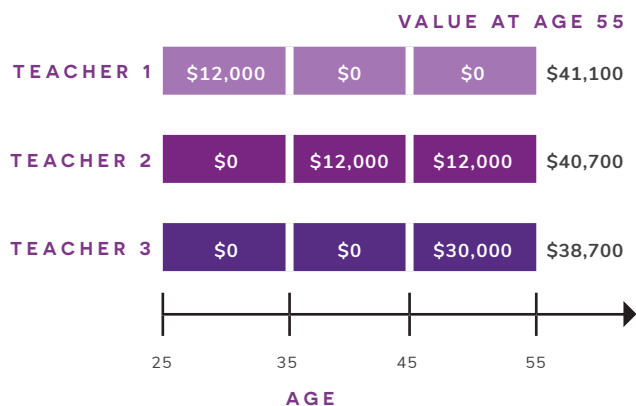 VALUE AT AGE 55
TEACHER 1 $12,000 $0 $0 $41,100
TEACHER 2 $0 $12,000 $12,000 $40,700
TEACHER 3 $0 $0 $30,000 $38,700
25 35 45 55
AGE